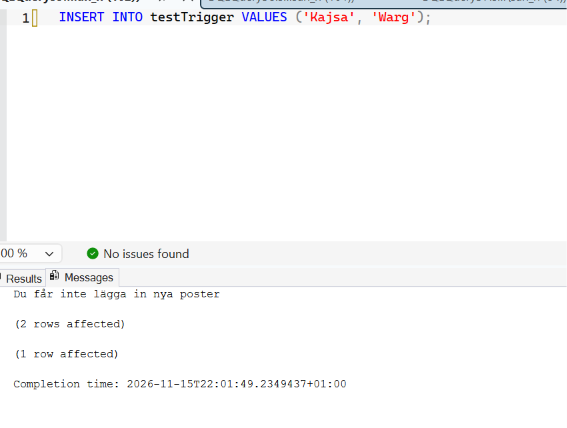 1 INSERT INTO testTrigger VALUES ('Kajsa', 'Warg');
00 %
No issues found
Results Messages
Du får inte lägga in nya poster
(2 rows affected)
(1 row affected)
Completion time: 2026-11-15T22:01:49.2349437+01:00